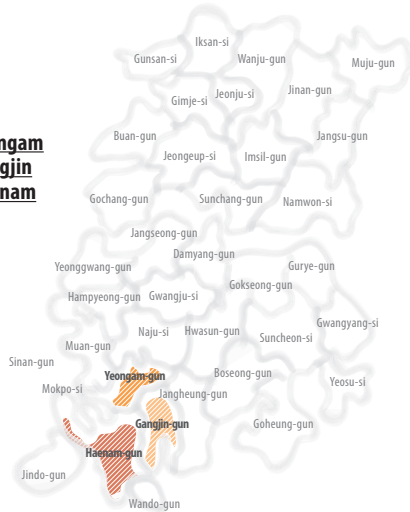 ngam
gjin
nam
Iksan-si
Gunsan-si
Wanju-gun
Muju-gun
Jinan-gun
Jeonju-si
Gimje-si
Buan-gun
Jangsu-gun
Jeongeup-si
Imsil-gun
Gochang-gun
Sunchang-gun
Namwon-si
Jangseong-gun
Damyang-gun
Yeonggwang-gun
Gurye-gun
Gokseong-gun
Hampyeong-gun
Gwangju-si
Gwangyang-si
Naju-si
Hwasun-gun
Suncheon-si
Muan-gun
Sinan-gun
Yeongam-gun
Boseong-gun
Yeosu-si
Mokpo-si
Jangheung-gun
Gangjin-gun
Goheung-gun
Haenam-gun
Jindo-gun
Wando-gun